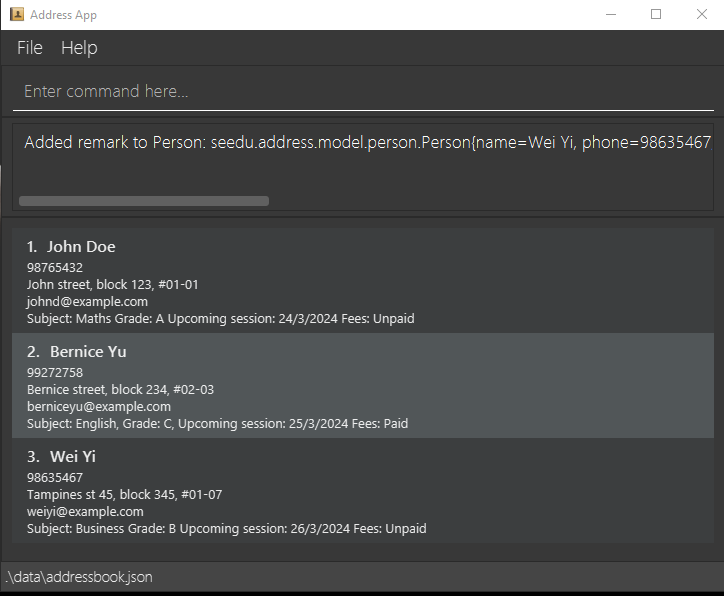 Address App
File Help
Enter command here...
Added remark to Person: seedu.address.model.person.Person{name=Wei Yi, phone=98635467
1. John Doe
98765432
John street, block 123, #01-01
johnd@example.com
Subject: Maths Grade: A Upcoming session: 24/3/2024 Fees: Unpaid
2. Bernice Yu
99272758
Bernice street, block 234, #02-03
berniceyu@example.com
Subject: English, Grade: C, Upcoming session: 25/3/2024 Fees: Paid
3. Wei Yi
98635467
Tampines st 45, block 345, #01-07
weiyi@example.com
Subject: Business Grade: B Upcoming session: 26/3/2024 Fees: Unpaid
.\data\addressbook.json